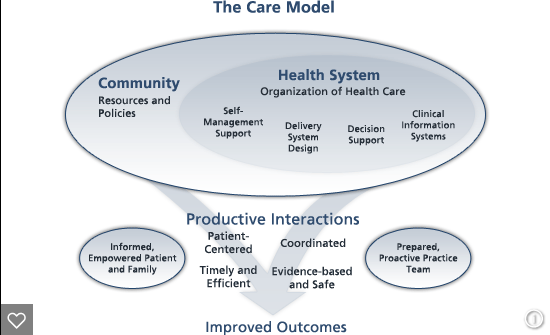 The Care Model
Community
Resources and
Policies
Health System
Organization of Health Care
Self-
Management
Support
Delivery
System
Design
Decision
Support
Clinical
Information
Systems
Productive Interactions
Informed,
Empowered Patient
and Family
Patient-
Centered
Coordinated
Timely and
Efficient
Evidence-based
and Safe
Prepared,
Proactive Practice
Team
Improved Outcomes